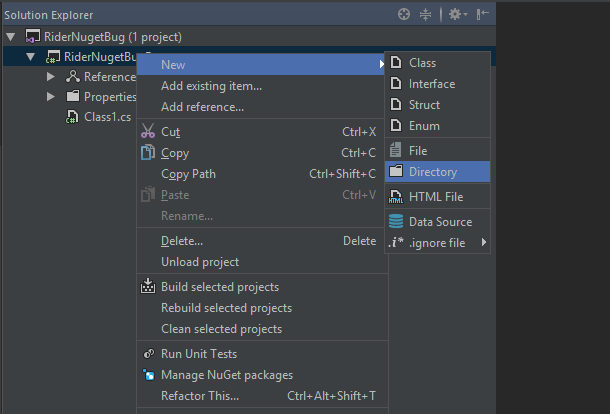 Solution Explorer
RiderNugetBug (1 project)
RiderNugetBu
Reference
Properties
Class1.cs
New
Add existing item...
Add reference...
Cut Ctrl+X
Copy Ctrl+C
Copy Path Ctrl+Shift+C
Paste Ctrl+V
Rename...
Delete... Delete
Unload project
Build selected projects
Rebuild selected projects
Clean selected projects
Run Unit Tests
Manage NuGet packages
Refactor This... Ctrl+Alt+Shift+T
Class
Interface
Struct
Enum
File
Directory
HTML File
Data Source
.ignore file